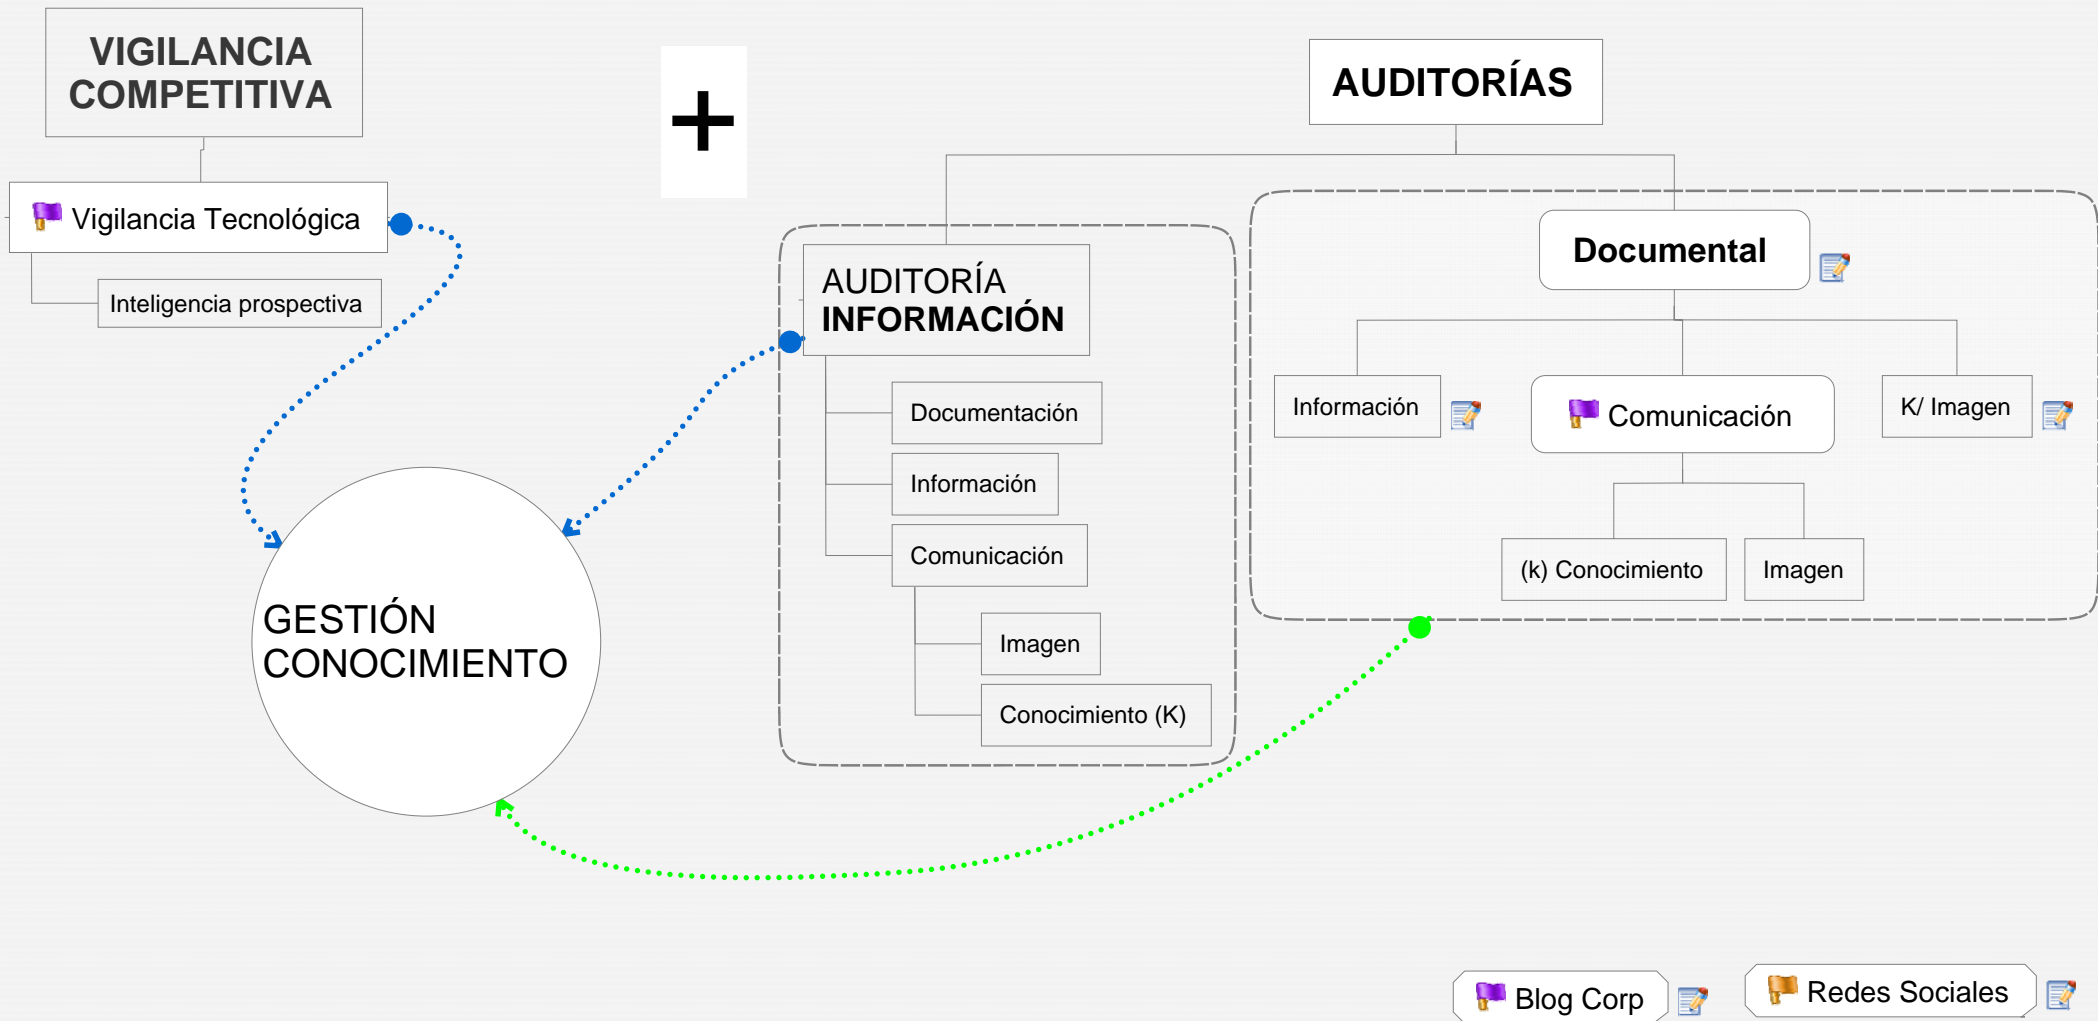 VIGILANCIA
COMPETITIVA
Vigilancia Tecnológica
Inteligencia prospectiva
+
GESTIÓN
CONOCIMIENTO
AUDITORÍAS
AUDITORÍA
INFORMACIÓN
Documentación
Información
Comunicación
Imagen
Conocimiento (K)
Documental
Información
Comunicación
K/ Imagen
(k) Conocimiento
Imagen
Blog Corp
Redes Sociales